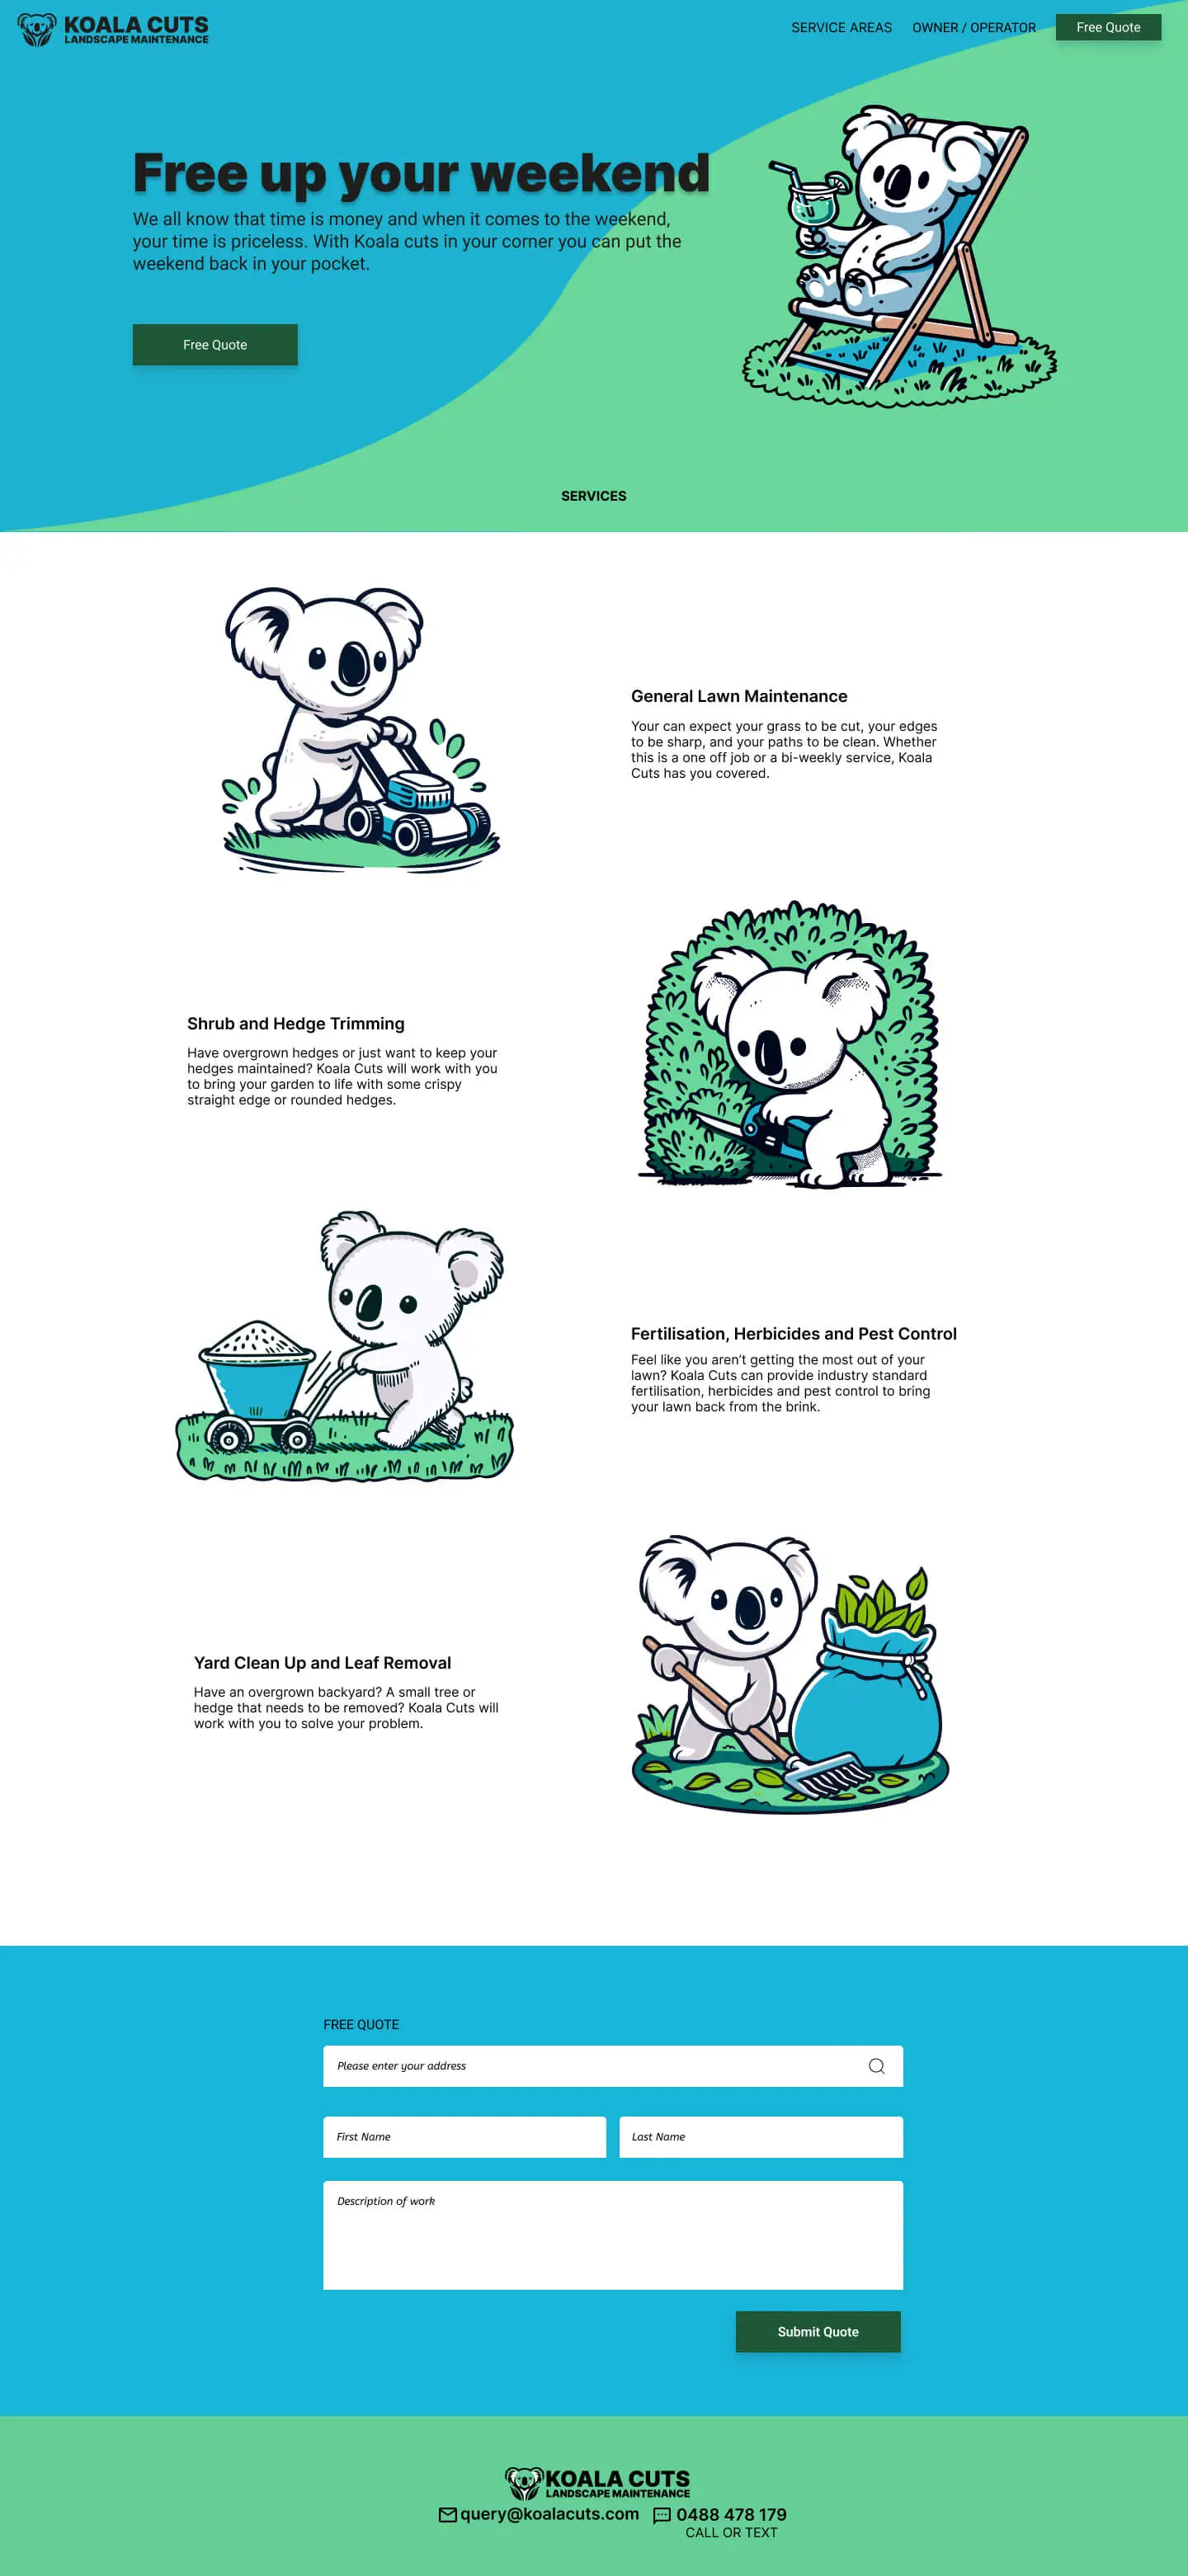 KOALA CUTS
LANDSCAPE MAINTENANCE
SERVICE AREAS
OWNER / OPERATOR
Free Quote
Free up your weekend
We all know that time is money and when it comes to the weekend,
your time is priceless. With Koala cuts in your corner you can put the
weekend back in your pocket.
Free Quote
SERVICES
General Lawn Maintenance
Your can expect your grass to be cut, your edges
to be sharp, and your paths to be clean. Whether
this is a one off job or a bi-weekly service, Koala
Cuts has you covered.
Shrub and Hedge Trimming
Have overgrown hedges or just want to keep your
hedges maintained? Koala Cuts will work with you
to bring your garden to life with some crispy
straight edge or rounded hedges.
Fertilisation, Herbicides and Pest Control
Feel like you aren’t getting the most out of your
lawn? Koala Cuts can provide industry standard
fertilisation, herbicides and pest control to bring
your lawn back from the brink.
Yard Clean Up and Leaf Removal
Have an overgrown backyard? A small tree or
hedge that needs to be removed? Koala Cuts will
work with you to solve your problem.
FREE QUOTE
Please enter your address
First Name
Last Name
Description of work
Submit Quote
KOALA CUTS
LANDSCAPE MAINTENANCE
query@koalacuts.com
0488 478 179
CALL OR TEXT